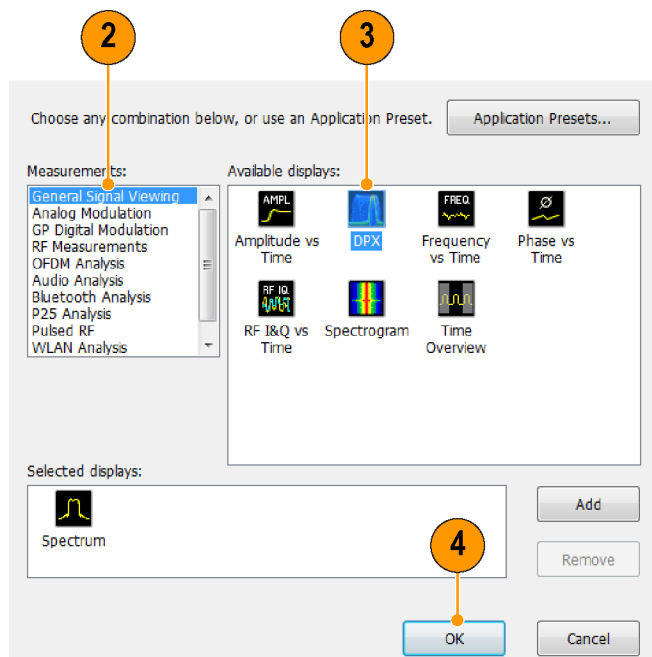 2
3
Choose any combination below, or use an Application Preset.
Application Presets...
Measurements:
General Signal Viewing
Analog Modulation
GP Digital Modulation
RF Measurements
OFDM Analysis
Audio Analysis
Bluetooth Analysis
P25 Analysis
Pulsed RF
WLAN Analysis
Available displays:
AMPL
Amplitude vs
Time
DPX
FREQ
Frequency
vs Time
Ø
Phase vs
Time
RF IQ
RF I&Q vs
Time
Spectrogram
Time
Overview
Selected displays:
Spectrum
Add
Remove
4
OK
Cancel